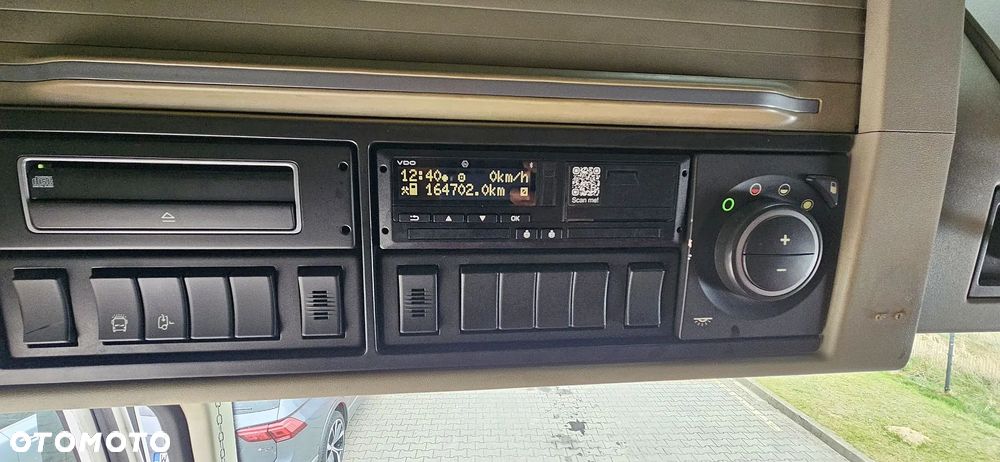 VDO
12:40 0km/h
164702.0km
OK
Scan me!
+
-
OTOMOTO